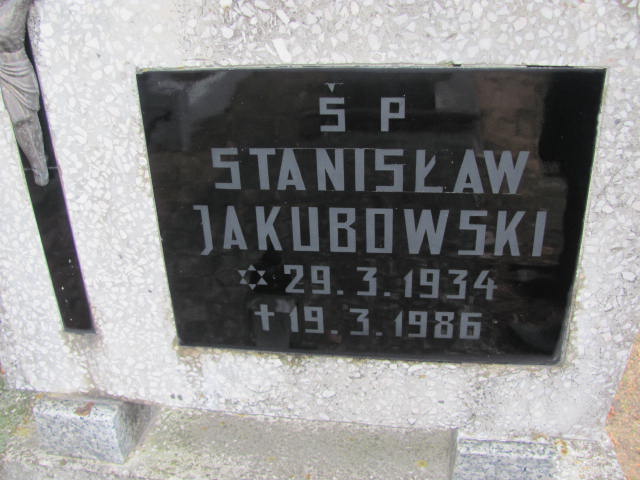 Ś P
STANISŁAW
JAKUBOWSKI
✡ 29.3.1934
✝ 19.3.1986